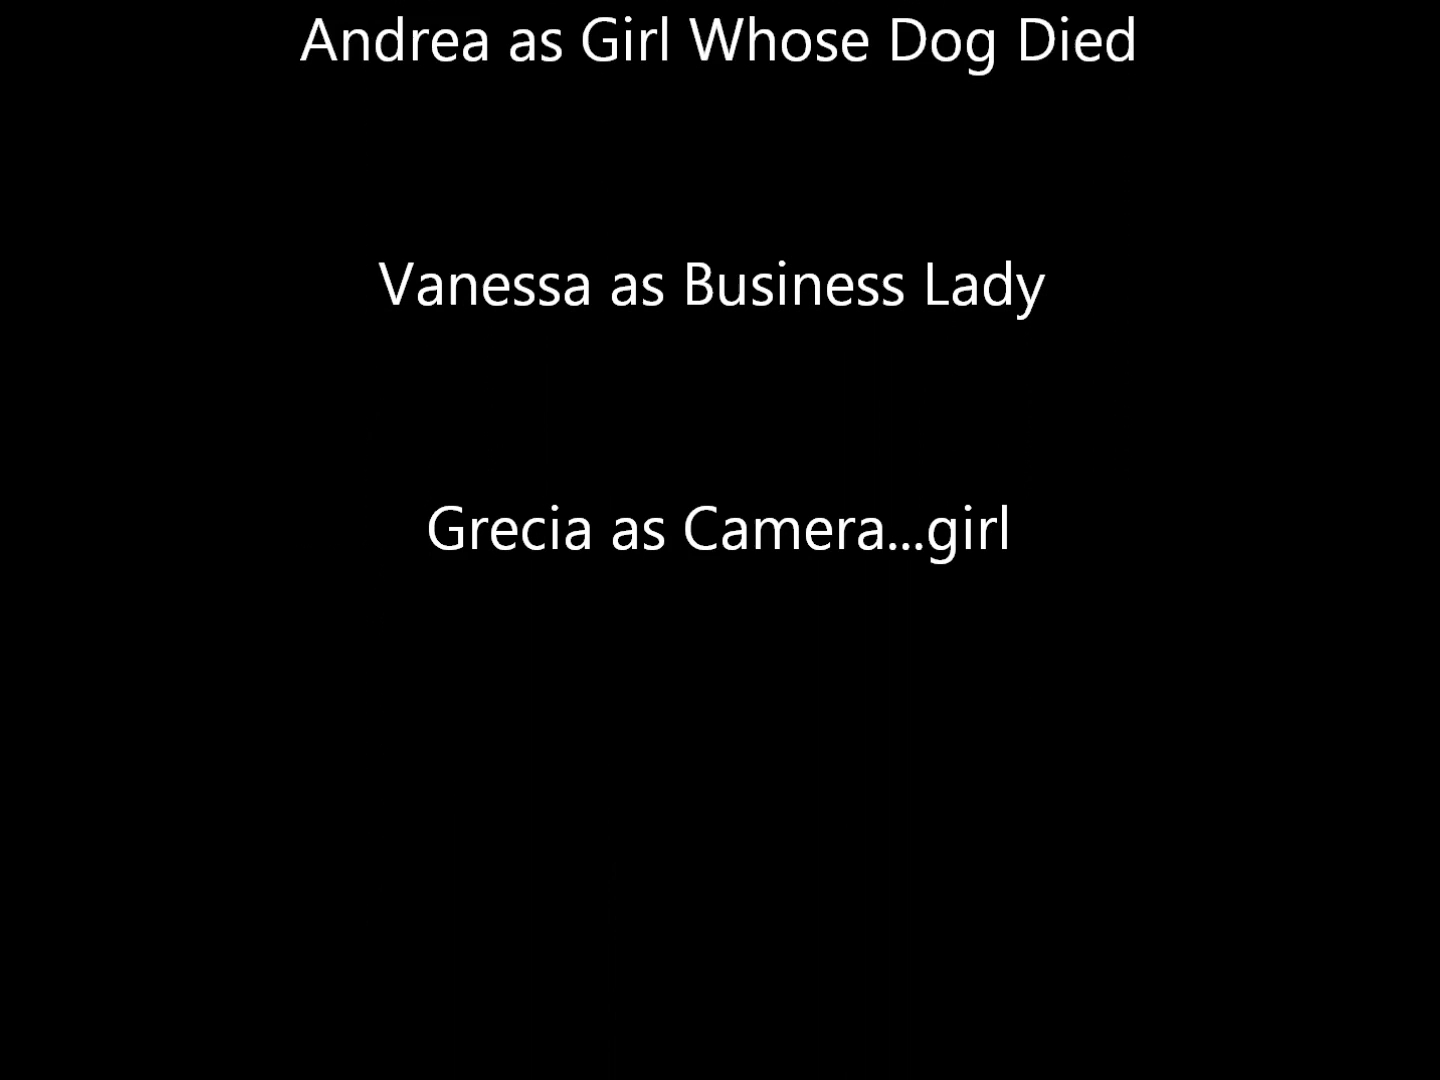 Andrea as Girl Whose Dog Died
Vanessa as Business Lady
Grecia as Camera...girl